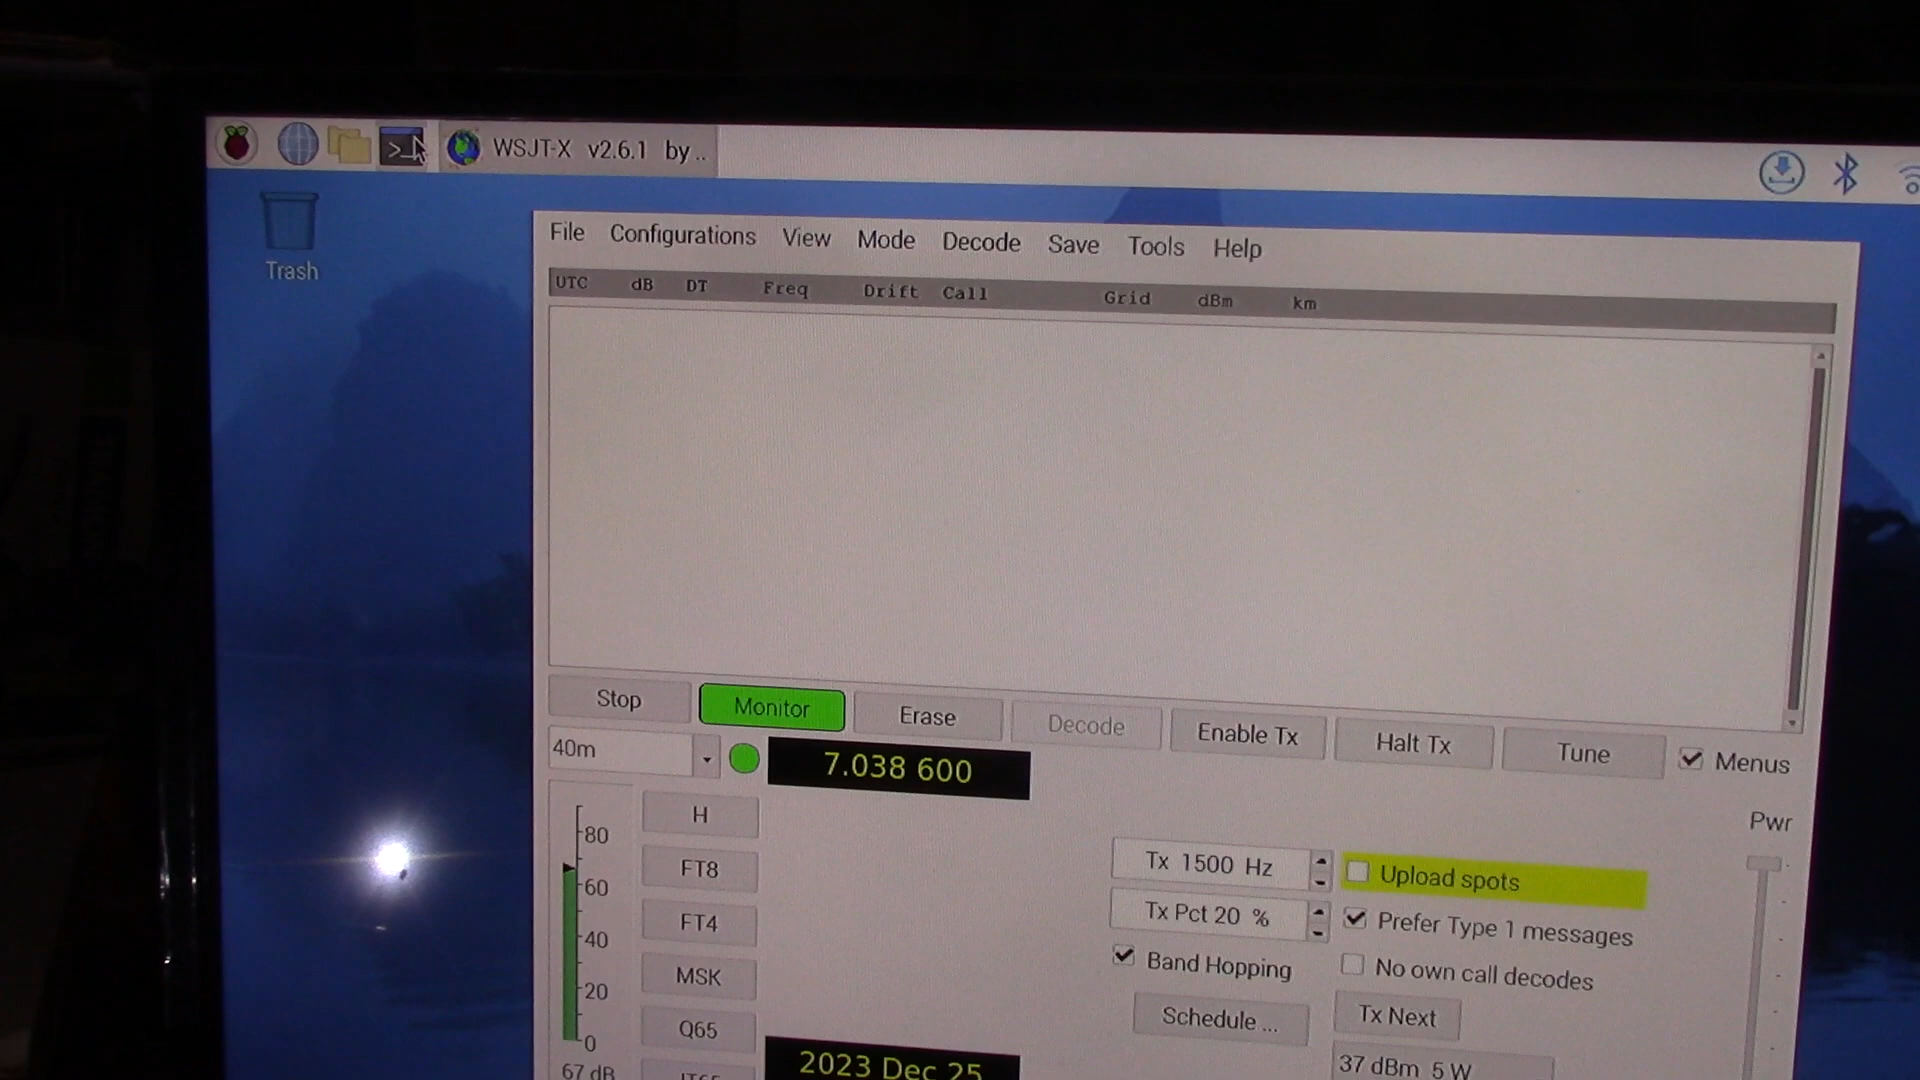 WSJT-X v2.6.1 by ..
Trash
File Configurations View Mode Decode Save Tools Help
UTC dB DT Freq Drift Call Grid dBm km
Stop Monitor Erase Decode Enable Tx Halt Tx Tune Menus
40m 7.038 600
Pwr
80
60
40
20
0
67 dB
H
FT8
FT4
MSK
Q65
JT65
Tx 1500 Hz Upload spots
Tx Pct 20 % Prefer Type 1 messages
Band Hopping No own call decodes
Schedule ... Tx Next
2023 Dec 25 37 dBm 5 W